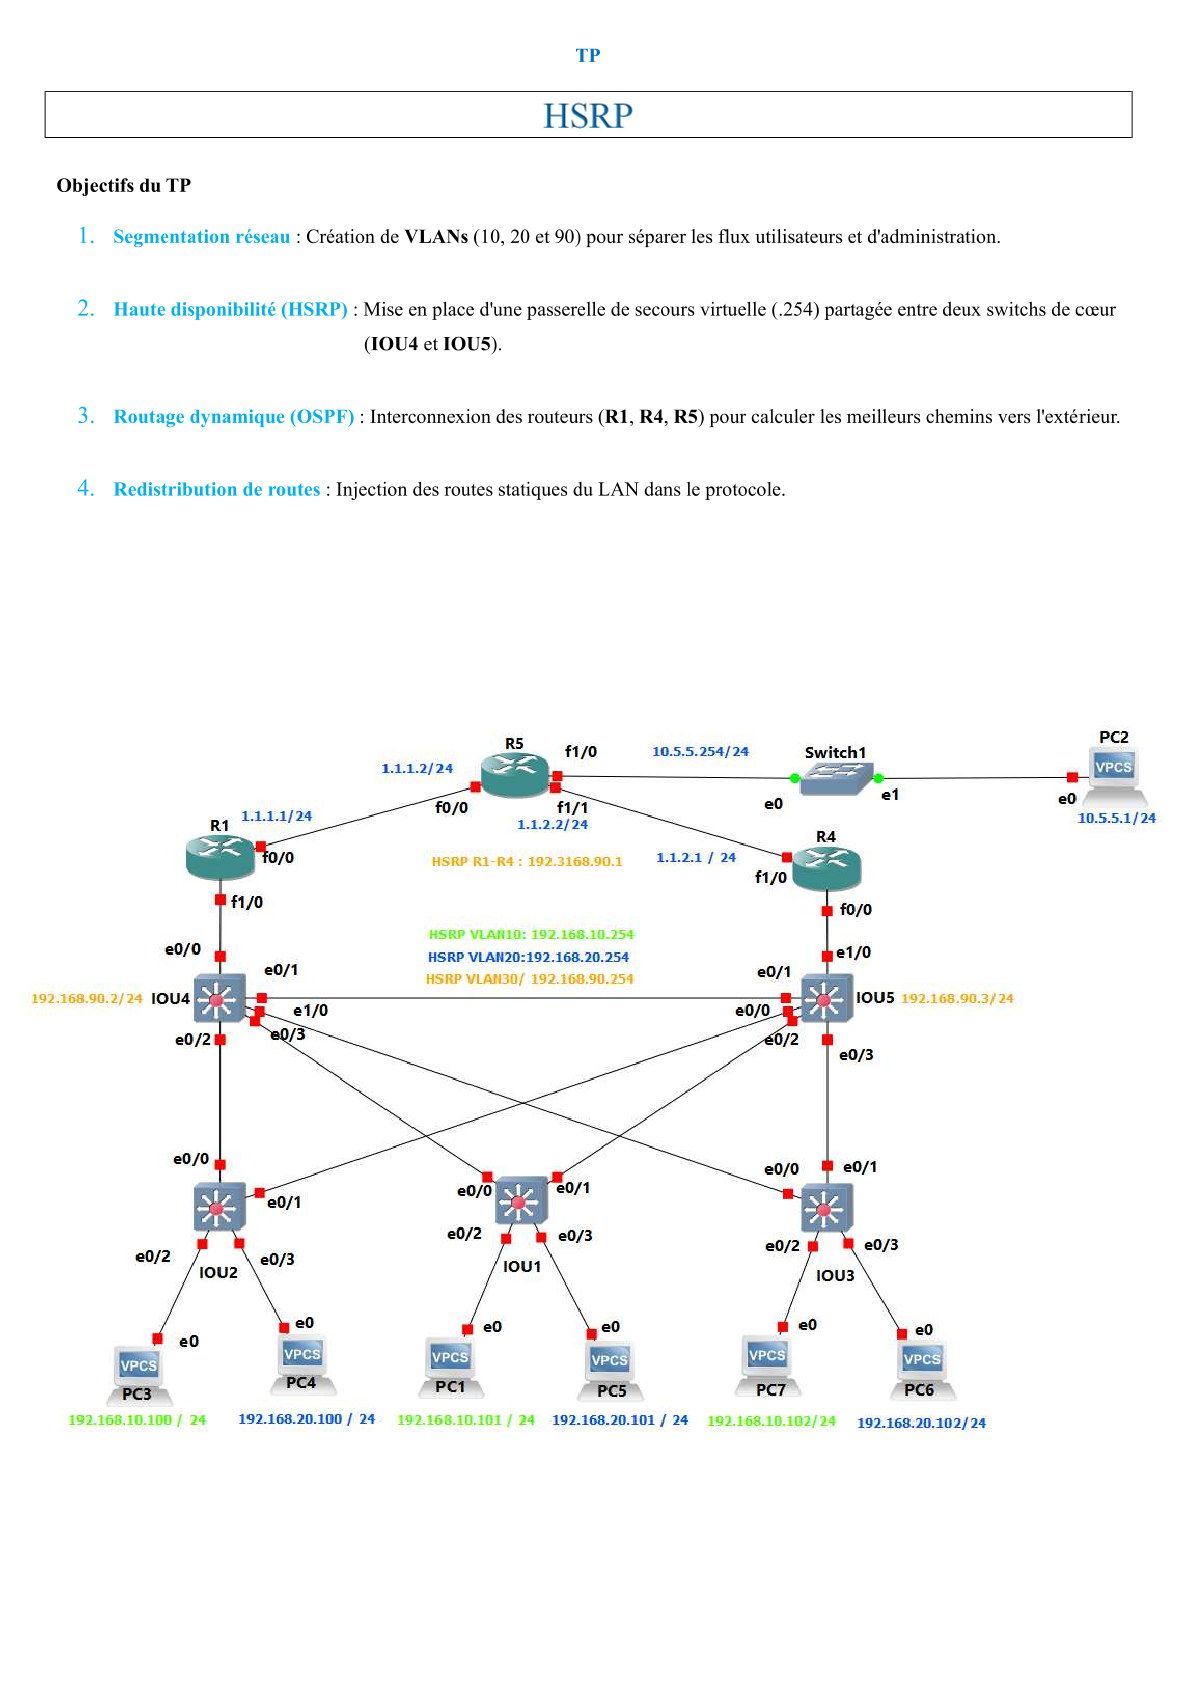 TP
HSRP
Objectifs du TP
1. Segmentation réseau : Création de VLANs (10, 20 et 90) pour séparer les flux utilisateurs et d'administration.
2. Haute disponibilité (HSRP) : Mise en place d'une passerelle de secours virtuelle (.254) partagée entre deux switchs de cœur
(IOU4 et IOU5).
3. Routage dynamique (OSPF) : Interconnexion des routeurs (R1, R4, R5) pour calculer les meilleurs chemins vers l'extérieur.
4. Redistribution de routes : Injection des routes statiques du LAN dans le protocole.
R5
f1/0
10.5.5.254/24
Switch1
PC2
VPCS
1.1.1.2/24
f0/0
f1/1
1.1.2.2/24
e0
e1
e0
10.5.5.1/24
R1
1.1.1.1/24
f0/0
HSRP R1-R4 : 192.3168.90.1
1.1.2.1 / 24
R4
f1/0
f1/0
f0/0
HSRP VLAN10: 192.168.10.254
HSRP VLAN20:192.168.20.254
HSRP VLAN30/ 192.168.90.254
e0/0
e0/1
e1/0
e0/1
192.168.90.2/24
IOU4
IOU5
192.168.90.3/24
e1/0
e0/0
e0/2
e0/3
e0/2
e0/3
e0/0
e0/1
e0/0
e0/1
e0/0
e0/1
e0/2
e0/3
IOU2
e0/2
e0/3
IOU1
e0/2
e0/3
IOU3
e0
e0
e0
e0
e0
e0
VPCS
VPCS
VPCS
VPCS
VPCS
VPCS
PC3
PC4
PC1
PC5
PC7
PC6
192.168.10.100 / 24
192.168.20.100 / 24
192.168.10.101 / 24
192.168.20.101 / 24
192.168.10.102/24
192.168.20.102/24